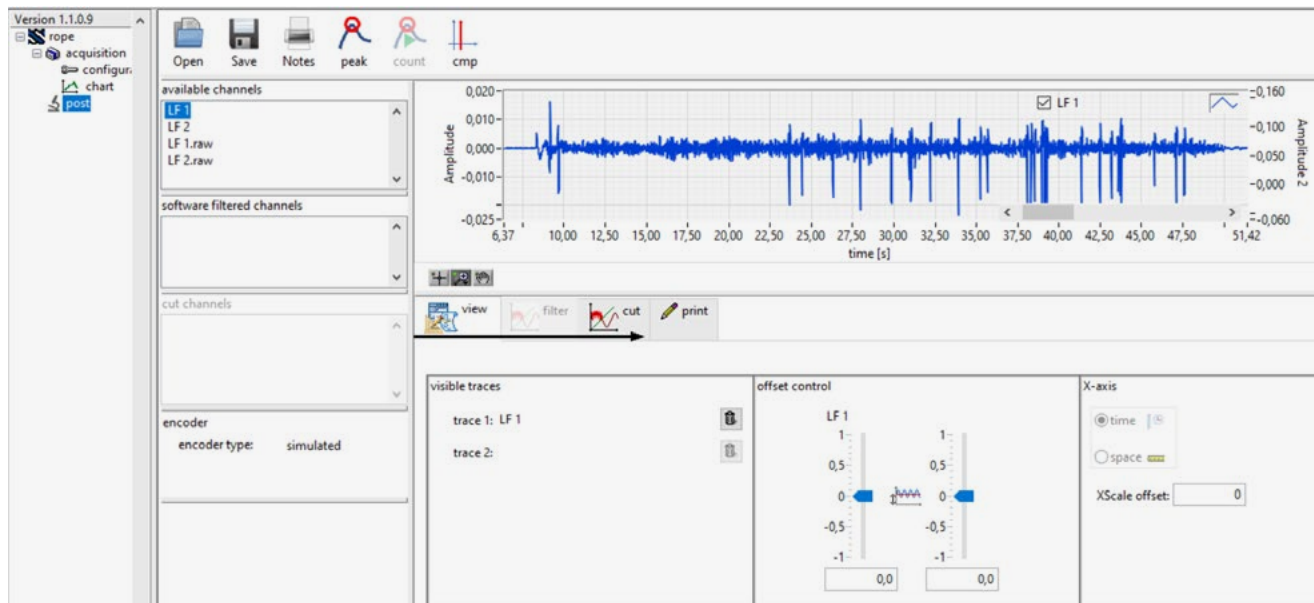 Version 1.1.0.9
rope
acquisition
configur
chart
post
Open Save Notes peak count cmp
available channels
LF 1
LF 2
LF 1.raw
LF 2.raw
software filtered channels
cut channels
encoder
encoder type: simulated
0,020
0,010
0,000
-0,010
-0,025
Amplitude
LF 1
0,160
0,100
0,050
-0,000
-0,060
Amplitude 2
6,37 10,00 12,50 15,00 17,50 20,00 22,50 25,00 27,50 30,00 32,50 35,00 37,50 40,00 42,50 45,00 47,50 51,42
time [s]
view filter cut print
visible traces
trace 1: LF 1
trace 2:
offset control
LF 1
1 1
0,5 0,5
0 0
-0,5 -0,5
-1 -1
0,0 0,0
X-axis
time
space
XScale offset: 0